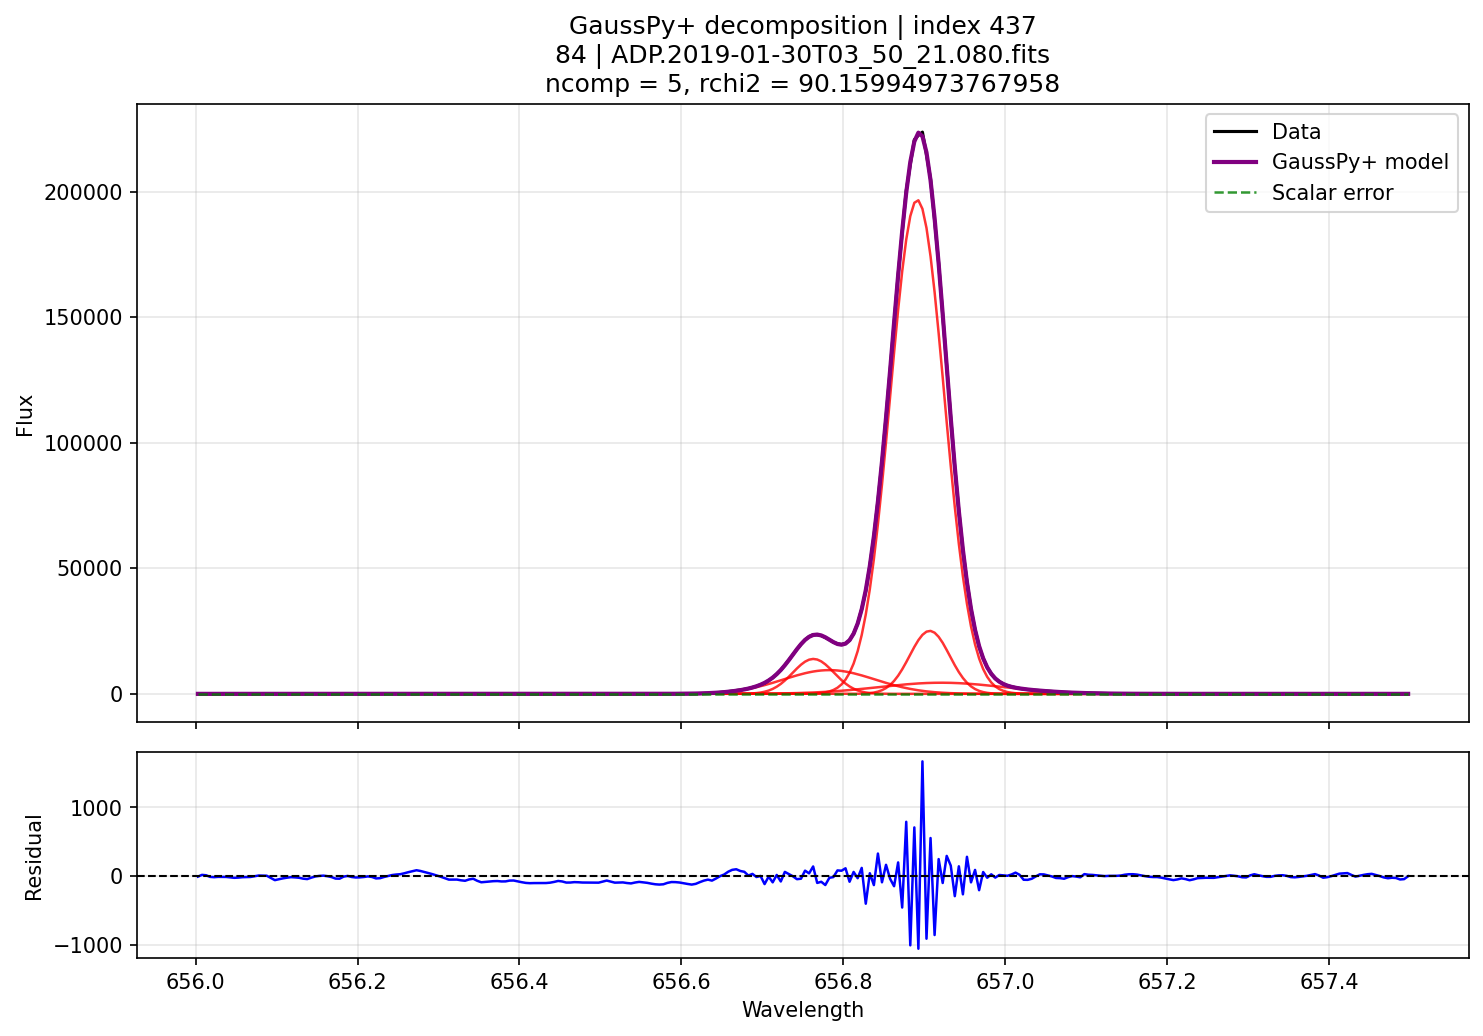 GaussPy+ decomposition | index 437
84 | ADP.2019-01-30T03_50_21.080.fits
ncomp = 5, rchi2 = 90.15994973767958
Data
GaussPy+ model
Scalar error
200000
150000
100000
50000
0
Flux
1000
0
−1000
Residual
656.0
656.2
656.4
656.6
656.8
657.0
657.2
657.4
Wavelength